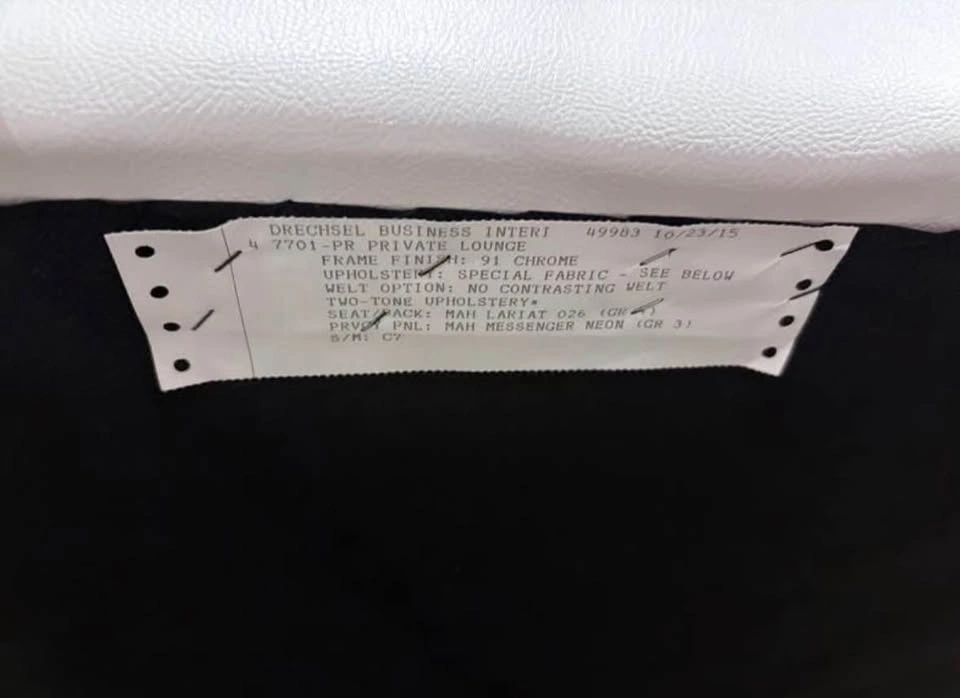 DRECHSEL BUSINESS INTERI 49983 10/23/15
4 7701-PR PRIVATE LOUNGE
FRAME FINISH: 91 CHROME
UPHOLSTERY: SPECIAL FABRIC - SEE BELOW
WELT OPTION: NO CONTRASTING WELT
TWO-TONE UPHOLSTERY*
SEAT/BACK: MAH LARIAT 026 (GR
PRVCY PNL: MAH MESSENGER NEON (GR 3)
S/M: C7